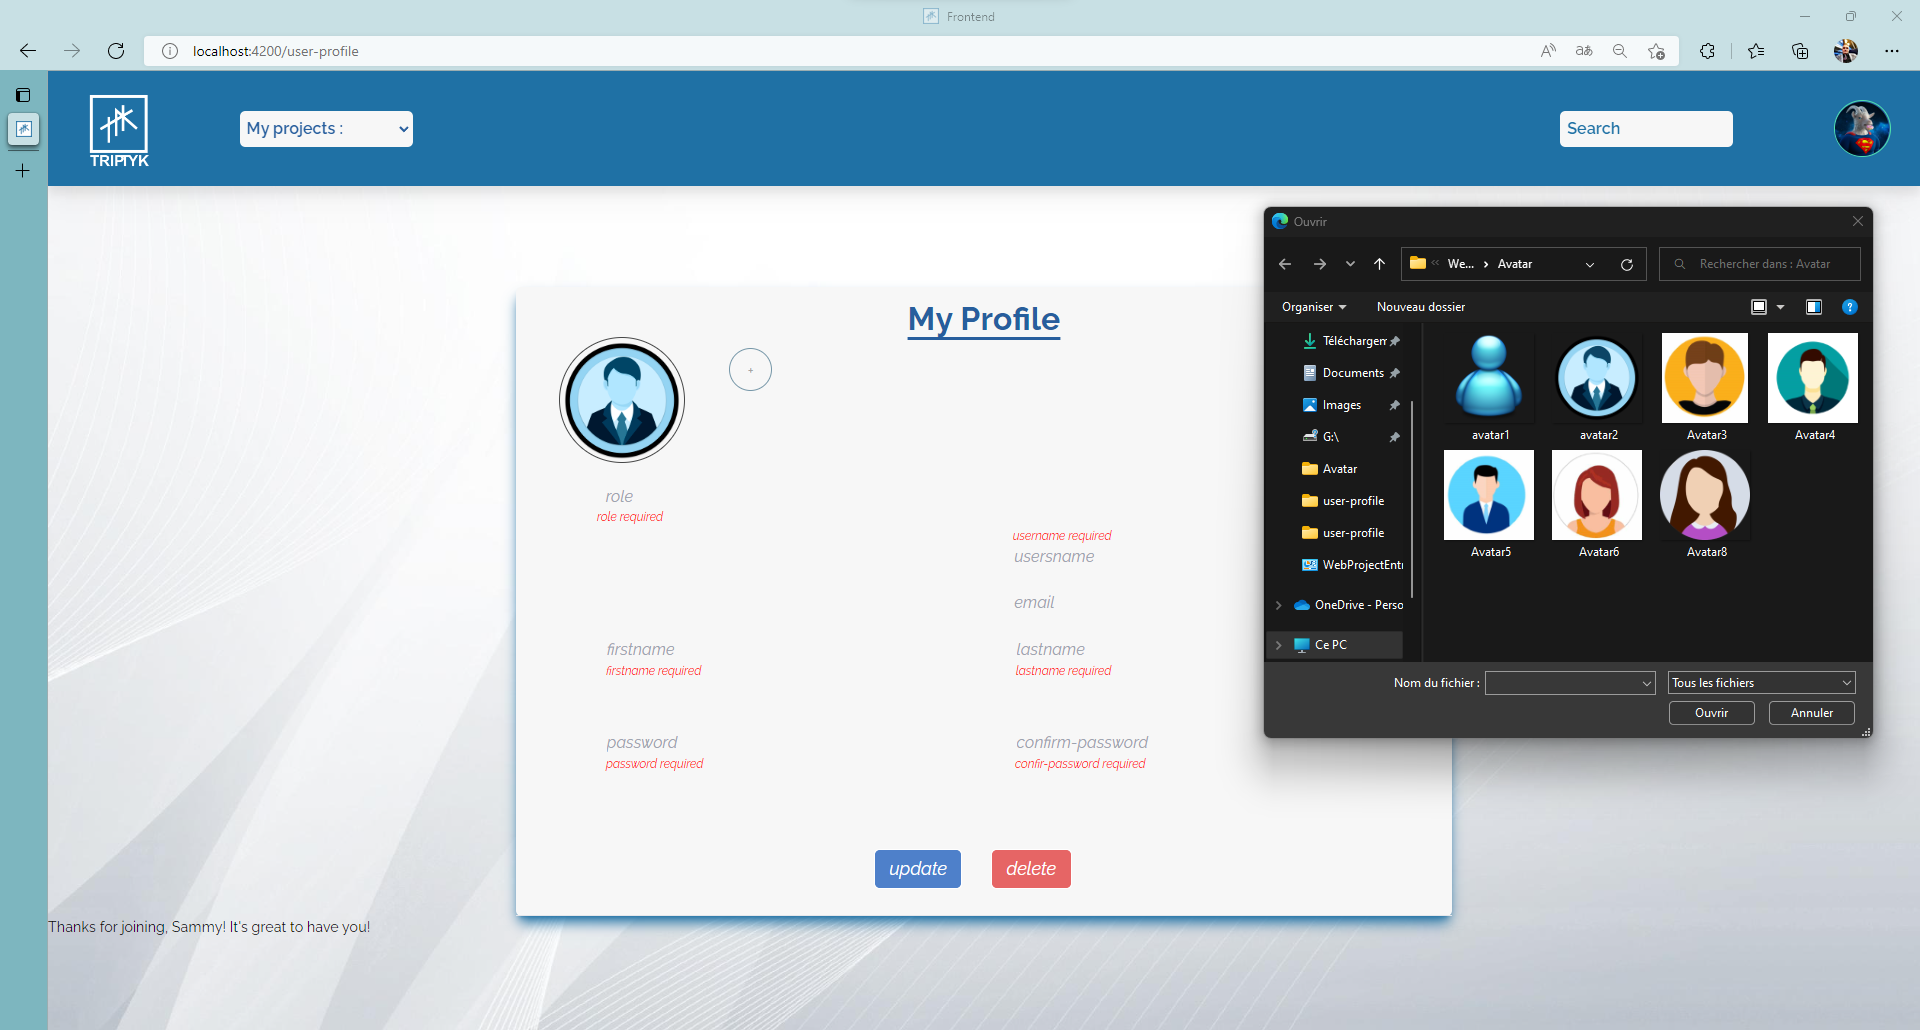 Frontend
localhost:4200/user-profile
TRIPTYK
My projects :
Search
My Profile
+
role
role required
username required
usersname
email
firstname
firstname required
lastname
lastname required
password
password required
confirm-password
confir-password required
update
delete
Thanks for joining, Sammy! It's great to have you!
Ouvrir
« We... › Avatar
Rechercher dans : Avatar
Organiser
Nouveau dossier
?
Téléchargem
Documents
Images
G:\
Avatar
user-profile
user-profile
WebProjectEntr
OneDrive - Perso
Ce PC
avatar1
avatar2
Avatar3
Avatar4
Avatar5
Avatar6
Avatar8
Nom du fichier :
Tous les fichiers
Ouvrir
Annuler